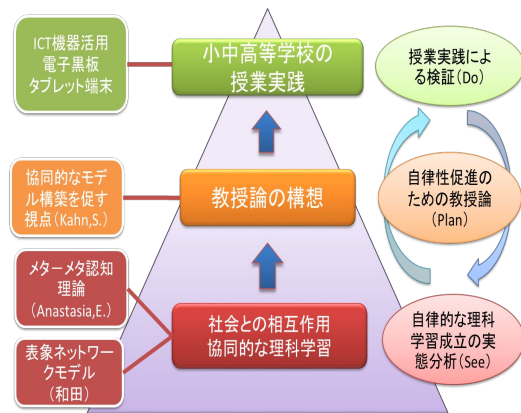 ICT機器活用
電子黒板
タブレット端末
小中高等学校の
授業実践
授業実践によ
る検証(Do)
協同的なモデ
ル構築を促す
視点(Kahn,S.)
教授論の構想
自律性促進の
ための教授論
(Plan)
メターメタ認知
理論
(Anastasia,E.)
表象ネットワー
クモデル
(和田)
社会との相互作用
協同的な理科学習
自律的な理科
学習成立の実
態分析(See)